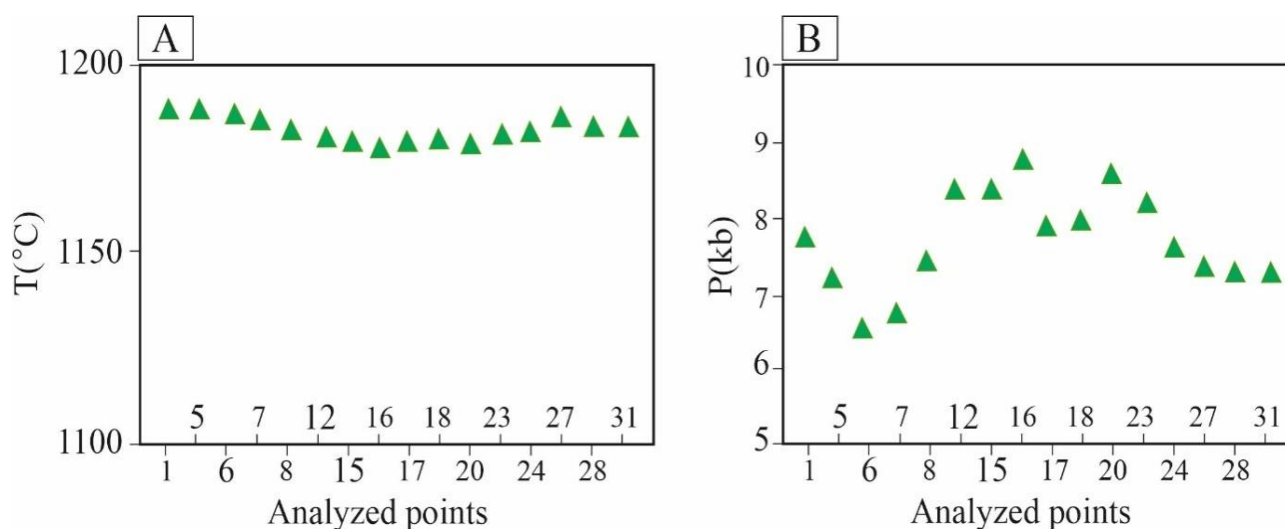 A
1200
1150
1100
T(°C)
5 7 12 16 18 23 27 31
1 6 8 15 17 20 24 28
Analyzed points
B
10
9
8
7
6
5
P(kb)
5 7 12 16 18 23 27 31
1 6 8 15 17 20 24 28
Analyzed points